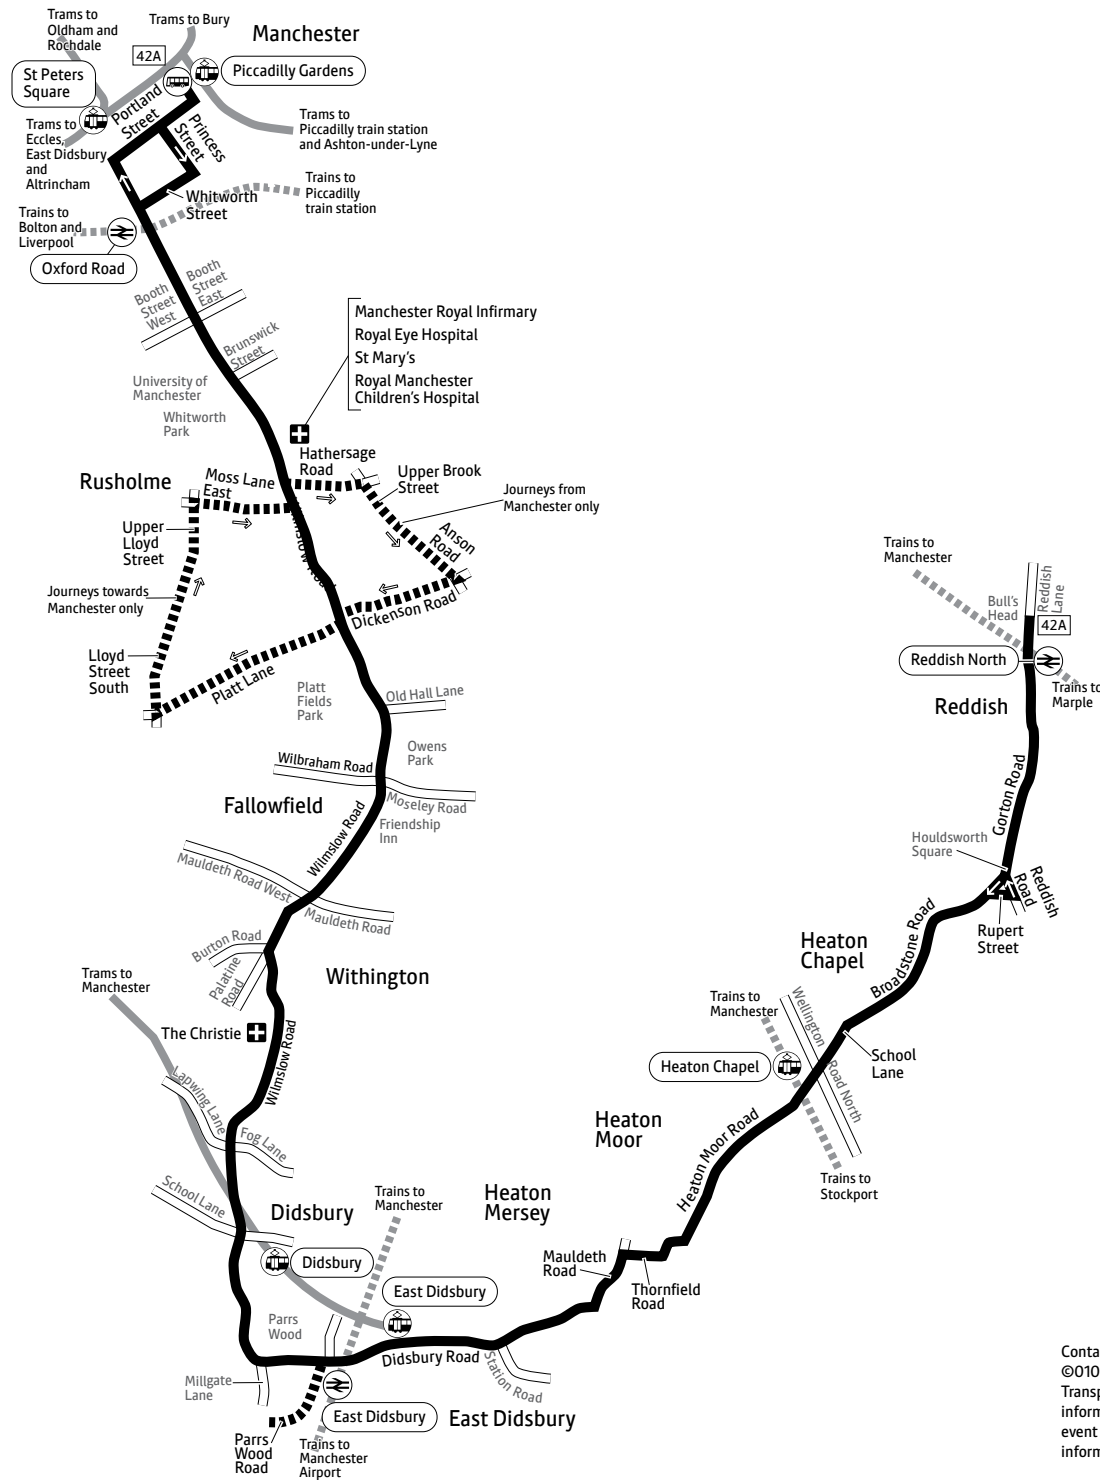 Trams to
Oldham and
Rochdale
Trams to Bury
Manchester
42A
St Peters
Square
Piccadilly Gardens
Portland
Street
Princess
Street
Trams to
Piccadilly train station
and Ashton-under-Lyne
Trams to
Eccles,
East Didsbury
and
Altrincham
Whitworth
Street
Trains to
Piccadilly
train station
Trains to
Bolton and
Liverpool
Oxford Road
Booth
Street
West
Booth
Street
East
Brunswick
Street
Manchester Royal Infirmary
Royal Eye Hospital
St Mary's
Royal Manchester
Children's Hospital
University of
Manchester
Whitworth
Park
Hathersage
Road
Rusholme
Moss Lane
East
Upper Brook
Street
Journeys from
Manchester only
Wilmslow Road
Anson
Road
Upper
Lloyd
Street
Journeys towards
Manchester only
Dickenson Road
Lloyd
Street
South
Platt Lane
Platt
Fields
Park
Old Hall Lane
Owens
Park
Wilbraham Road
Moseley Road
Fallowfield
Friendship
Inn
Wilmslow Road
Mauldeth Road West
Mauldeth Road
Burton Road
Palatine
Road
Withington
Trams to
Manchester
The Christie
Wilmslow Road
Lapwing Lane
Fog Lane
School Lane
Didsbury
Trains to
Manchester
Didsbury
East Didsbury
Parrs
Wood
Millgate
Lane
Didsbury Road
Station Road
East Didsbury
East Didsbury
Parrs
Wood
Road
Trains to
Manchester
Airport
Heaton
Mersey
Mauldeth
Road
Thornfield
Road
Heaton
Moor
Heaton Moor Road
Heaton Chapel
Trains to
Manchester
Wellington
Road North
Trains to
Stockport
School
Lane
Heaton
Chapel
Broadstone Road
Rupert
Street
Reddish
Road
Houldsworth
Square
Gorton Road
Reddish
Reddish North
Trains to
Marple
42A
Bull's
Head
Reddish
Lane
Trains to
Manchester
Conta
©010
Transp
inform
event
inform